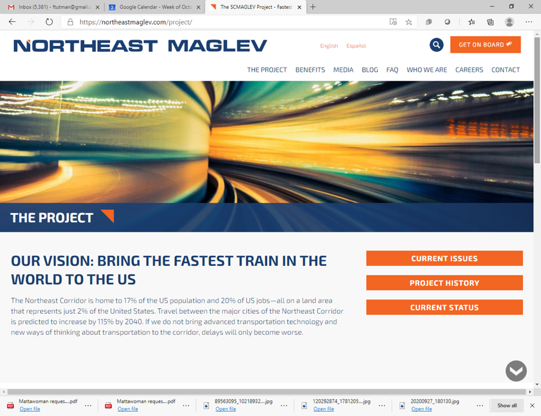 Inbox (5,381) - flutman@gmail.c
Google Calendar - Week of Octo
The SCMAGLEV Project - Fastes
https://northeastmaglev.com/project/
NORTHEAST MAGLEV
English Español
GET ON BOARD
THE PROJECT BENEFITS MEDIA BLOG FAQ WHO WE ARE CAREERS CONTACT
THE PROJECT
OUR VISION: BRING THE FASTEST TRAIN IN THE
WORLD TO THE US
The Northeast Corridor is home to 17% of the US population and 20% of US jobs—all on a land area
that represents just 2% of the United States. Travel between the major cities of the Northeast Corridor
is predicted to increase by 115% by 2040. If we do not bring advanced transportation technology and
new ways of thinking about transportation to the corridor, delays will only become worse.
CURRENT ISSUES
PROJECT HISTORY
CURRENT STATUS
Mattawoman reques....pdf
Open file
Mattawoman reques....pdf
Open file
89563095_10218932....jpg
Open file
120292874_1781205....jpg
Open file
20200927_180130.jpg
Open file
Show all